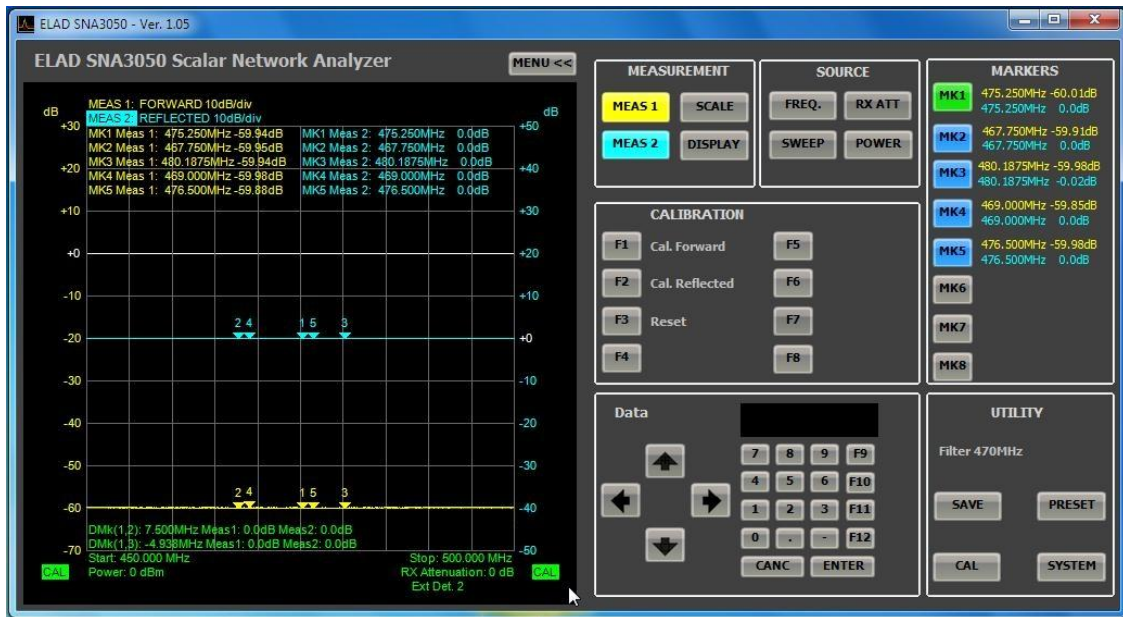 ELAD SNA3050 - Ver. 1.05
ELAD SNA3050 Scalar Network Analyzer
MENU <<
dB
MEAS 1: FORWARD 10dB/div
MEAS 2: REFLECTED 10dB/div
dB
MK1 Meas 1: 475.250MHz -59.94dB
MK2 Meas 1: 467.750MHz -59.95dB
MK3 Meas 1: 480.1875MHz -59.94dB
MK4 Meas 1: 469.000MHz -59.98dB
MK5 Meas 1: 476.500MHz -59.88dB
MK1 Meas 2: 475.250MHz 0.0dB
MK2 Meas 2: 467.750MHz 0.0dB
MK3 Meas 2: 480.1875MHz 0.0dB
MK4 Meas 2: 469.000MHz 0.0dB
MK5 Meas 2: 476.500MHz 0.0dB
+30
+20
+10
+0
-10
-20
-30
-40
-50
-60
-70
+50
+40
+30
+20
+10
+0
-10
-20
-30
-40
-50
2 4 1 5 3
2 4 1 5 3
DMk(1,2): 7.500MHz Meas1: 0.0dB Meas2: 0.0dB
DMk(1,3): -4.938MHz Meas1: 0.0dB Meas2: 0.0dB
Start: 450.000 MHz
Stop: 500.000 MHz
CAL
Power: 0 dBm
RX Attenuation: 0 dB
CAL
Ext Det. 2
MEASUREMENT
MEAS 1
SCALE
MEAS 2
DISPLAY
SOURCE
FREQ.
RX ATT
SWEEP
POWER
CALIBRATION
F1
Cal. Forward
F5
F2
Cal. Reflected
F6
F3
Reset
F7
F4
F8
Data
7 8 9 F9
4 5 6 F10
1 2 3 F11
0 . - F12
CANC ENTER
MARKERS
MK1
475.250MHz -60.01dB
475.250MHz 0.0dB
MK2
467.750MHz -59.91dB
467.750MHz 0.0dB
MK3
480.1875MHz -59.98dB
480.1875MHz -0.02dB
MK4
469.000MHz -59.85dB
469.000MHz 0.0dB
MK5
476.500MHz -59.98dB
476.500MHz 0.0dB
MK6
MK7
MK8
UTILITY
Filter 470MHz
SAVE
PRESET
CAL
SYSTEM